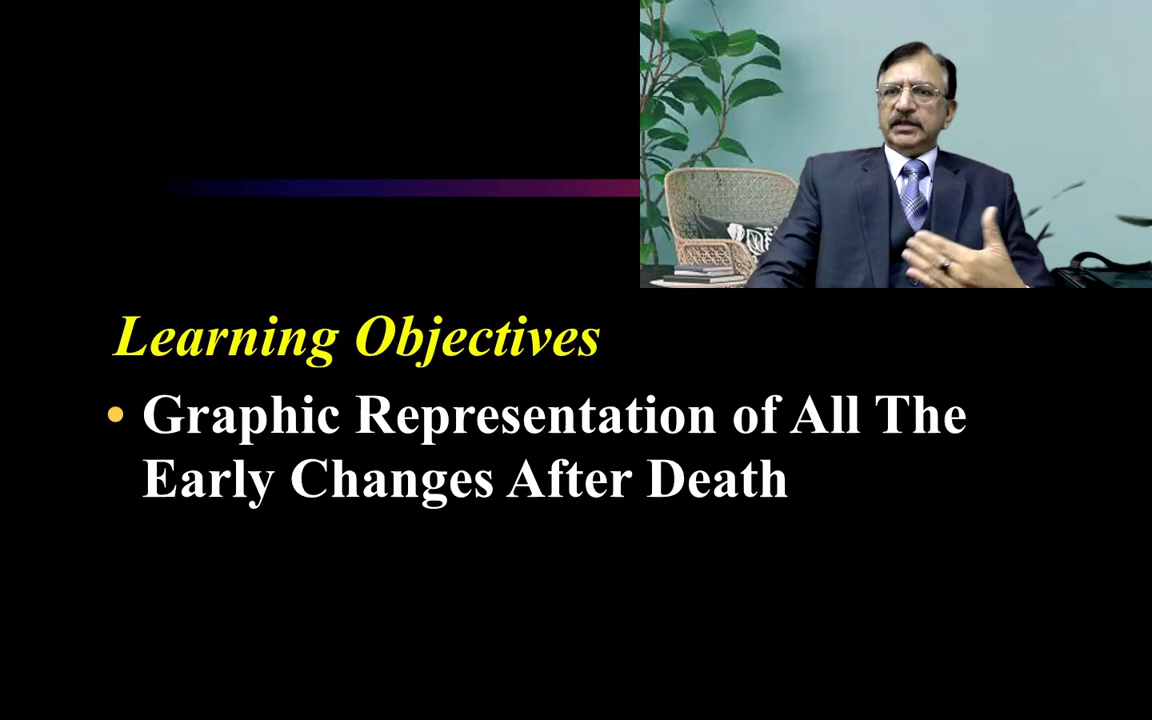 Learning Objectives
• Graphic Representation of All The
Early Changes After Death